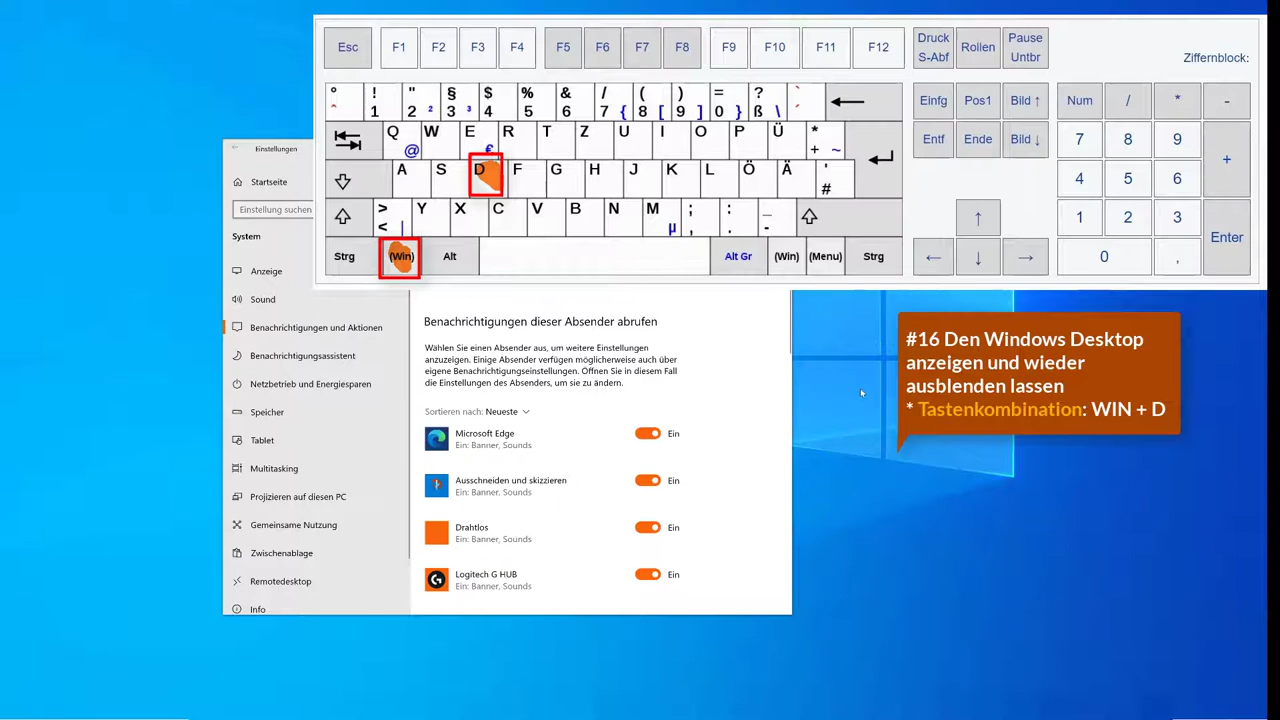 Esc F1 F2 F3 F4 F5 F6 F7 F8 F9 F10 F11 F12 Druck S-Abf Rollen Pause Untbr Ziffernblock:
° ! " § $ % & / ( ) = ? `
^ 1 2 ² 3 ³ 4 5 6 7 { 8 [ 9 ] 0 } ß \ ´
Einfg Pos1 Bild ↑ Num / * -
Q @ W E € R T Z U I O P Ü * + ~
Entf Ende Bild ↓ 7 8 9 +
A S D F G H J K L Ö Ä ' #
4 5 6
> < | Y X C V B N M µ ; , : . _ -
↑ 1 2 3 Enter
Strg (Win) Alt Alt Gr (Win) (Menu) Strg
← ↓ → 0 ,
Einstellungen
Startseite
Einstellung suchen
System
Anzeige
Sound
Benachrichtigungen und Aktionen
Benachrichtigungsassistent
Netzbetrieb und Energiesparen
Speicher
Tablet
Multitasking
Projizieren auf diesen PC
Gemeinsame Nutzung
Zwischenablage
Remotedesktop
Info
Benachrichtigungen dieser Absender abrufen
Wählen Sie einen Absender aus, um weitere Einstellungen
anzuzeigen. Einige Absender verfügen möglicherweise auch über
eigene Benachrichtigungseinstellungen. Öffnen Sie in diesem Fall
die Einstellungen des Absenders, um sie zu ändern.
Sortieren nach: Neueste
Microsoft Edge
Ein: Banner, Sounds
Ein
Ausschneiden und skizzieren
Ein: Banner, Sounds
Ein
Drahtlos
Ein: Banner, Sounds
Ein
Logitech G HUB
Ein: Banner, Sounds
Ein
#16 Den Windows Desktop
anzeigen und wieder
ausblenden lassen
* Tastenkombination: WIN + D